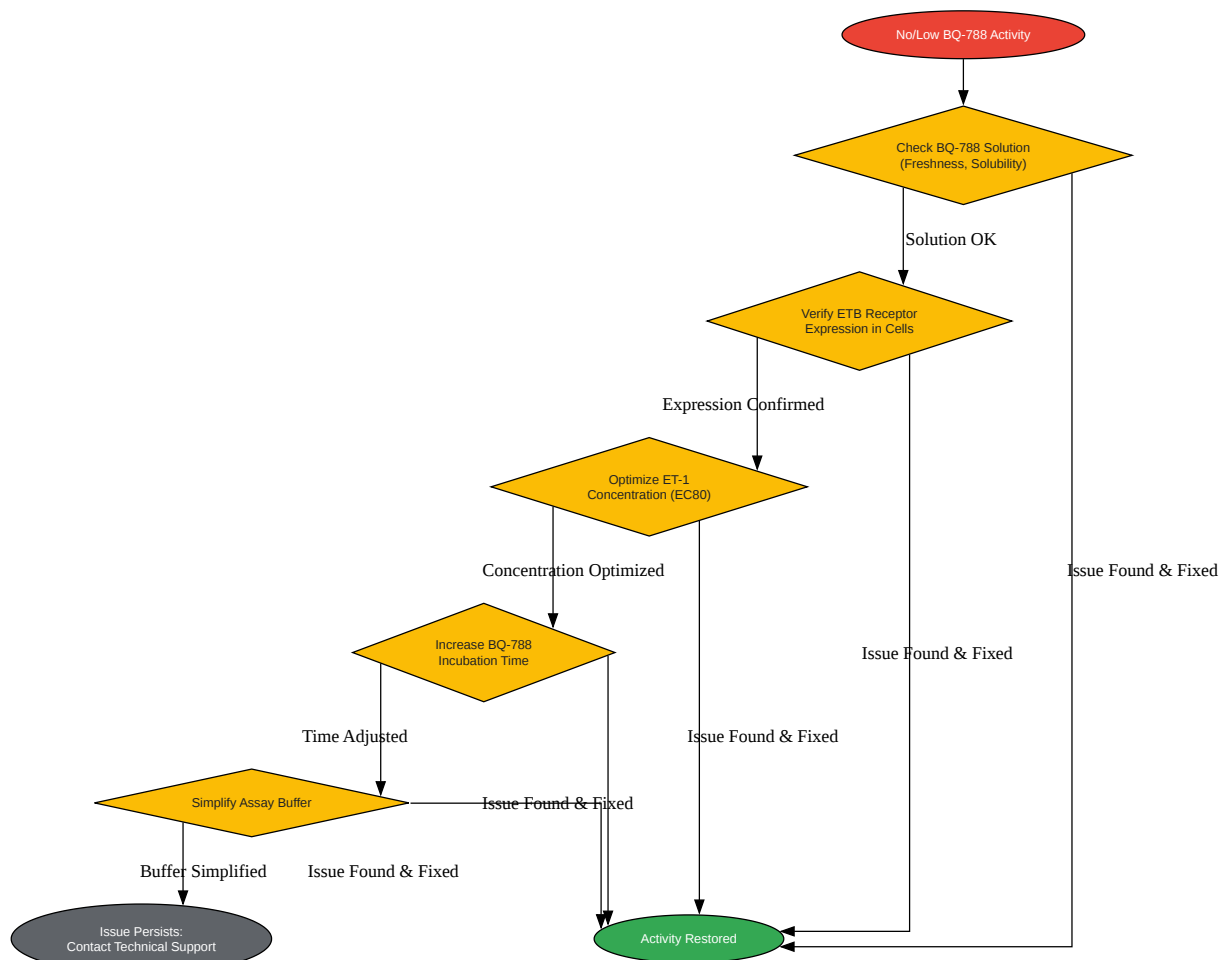 No/Low BQ-788 Activity
Check BQ-788 Solution
(Freshness, Solubility)
Solution OK
Verify ETB Receptor
Expression in Cells
Expression Confirmed
Optimize ET-1
Concentration (EC80)
Concentration Optimized
Issue Found & Fixed
Increase BQ-788
Incubation Time
Issue Found & Fixed
Time Adjusted
Issue Found & Fixed
Simplify Assay Buffer
Issue Found & Fixed
Buffer Simplified
Issue Found & Fixed
Issue Persists:
Contact Technical Support
Activity Restored